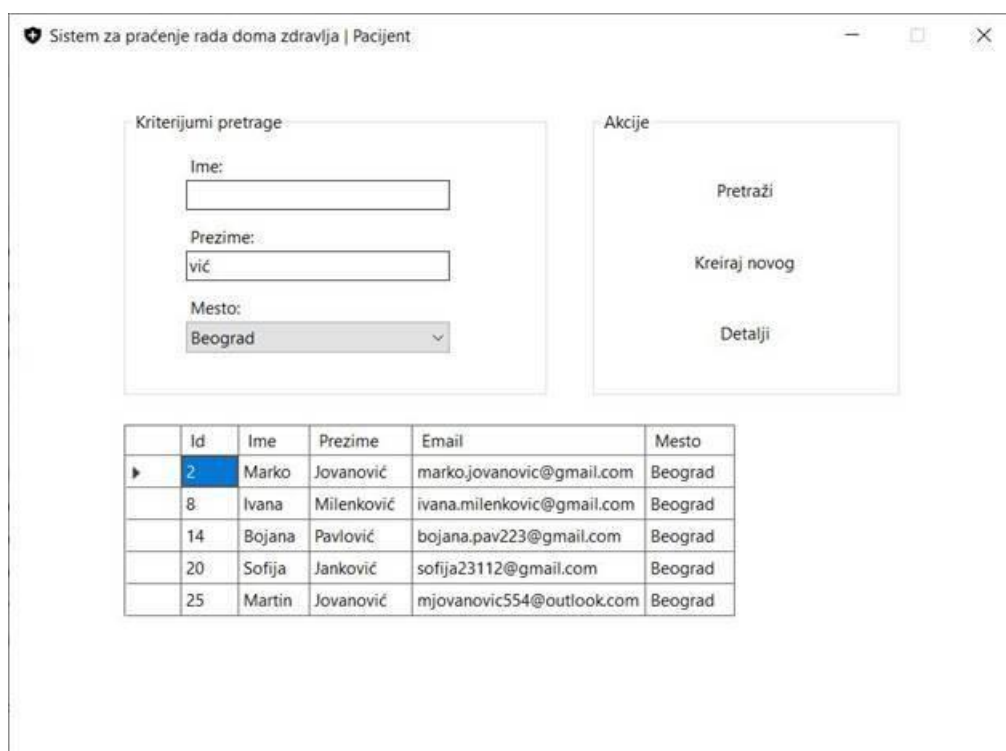 Sistem za praćenje rada doma zdravlja | Pacijent
Kriterijumi pretrage
Ime:
Prezime:
vić
Mesto:
Beograd
Akcije
Pretraži
Kreiraj novog
Detalji
Id Ime Prezime Email Mesto
2 Marko Jovanović marko.jovanovic@gmail.com Beograd
8 Ivana Milenković ivana.milenkovic@gmail.com Beograd
14 Bojana Pavlović bojana.pav223@gmail.com Beograd
20 Sofija Janković sofija23112@gmail.com Beograd
25 Martin Jovanović mjovanovic554@outlook.com Beograd